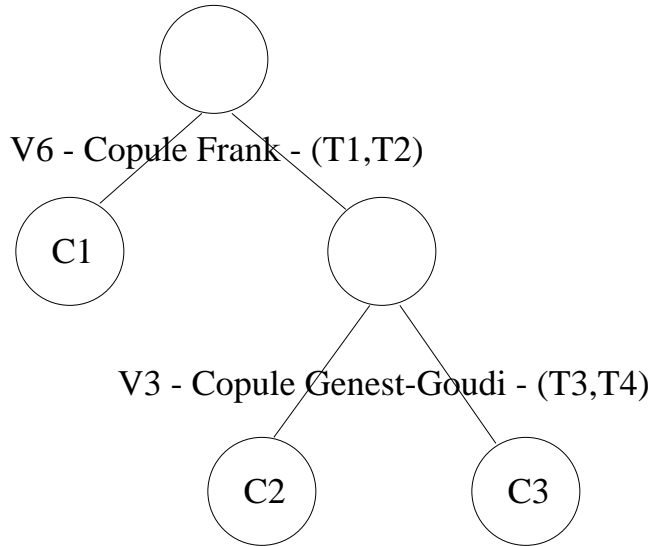 V6 - Copule Frank - (T1,T2)
C1
V3 - Copule Genest-Goudi - (T3,T4)
C2
C3